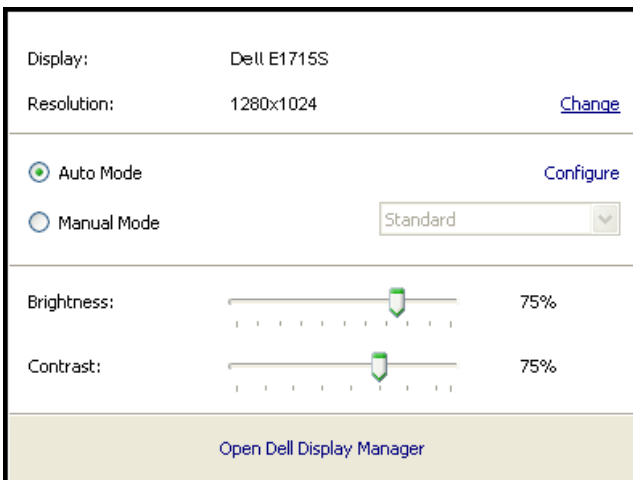 Display: Dell E1715S
Resolution: 1280x1024 Change
Auto Mode Configure
Manual Mode Standard
Brightness: 75%
Contrast: 75%
Open Dell Display Manager